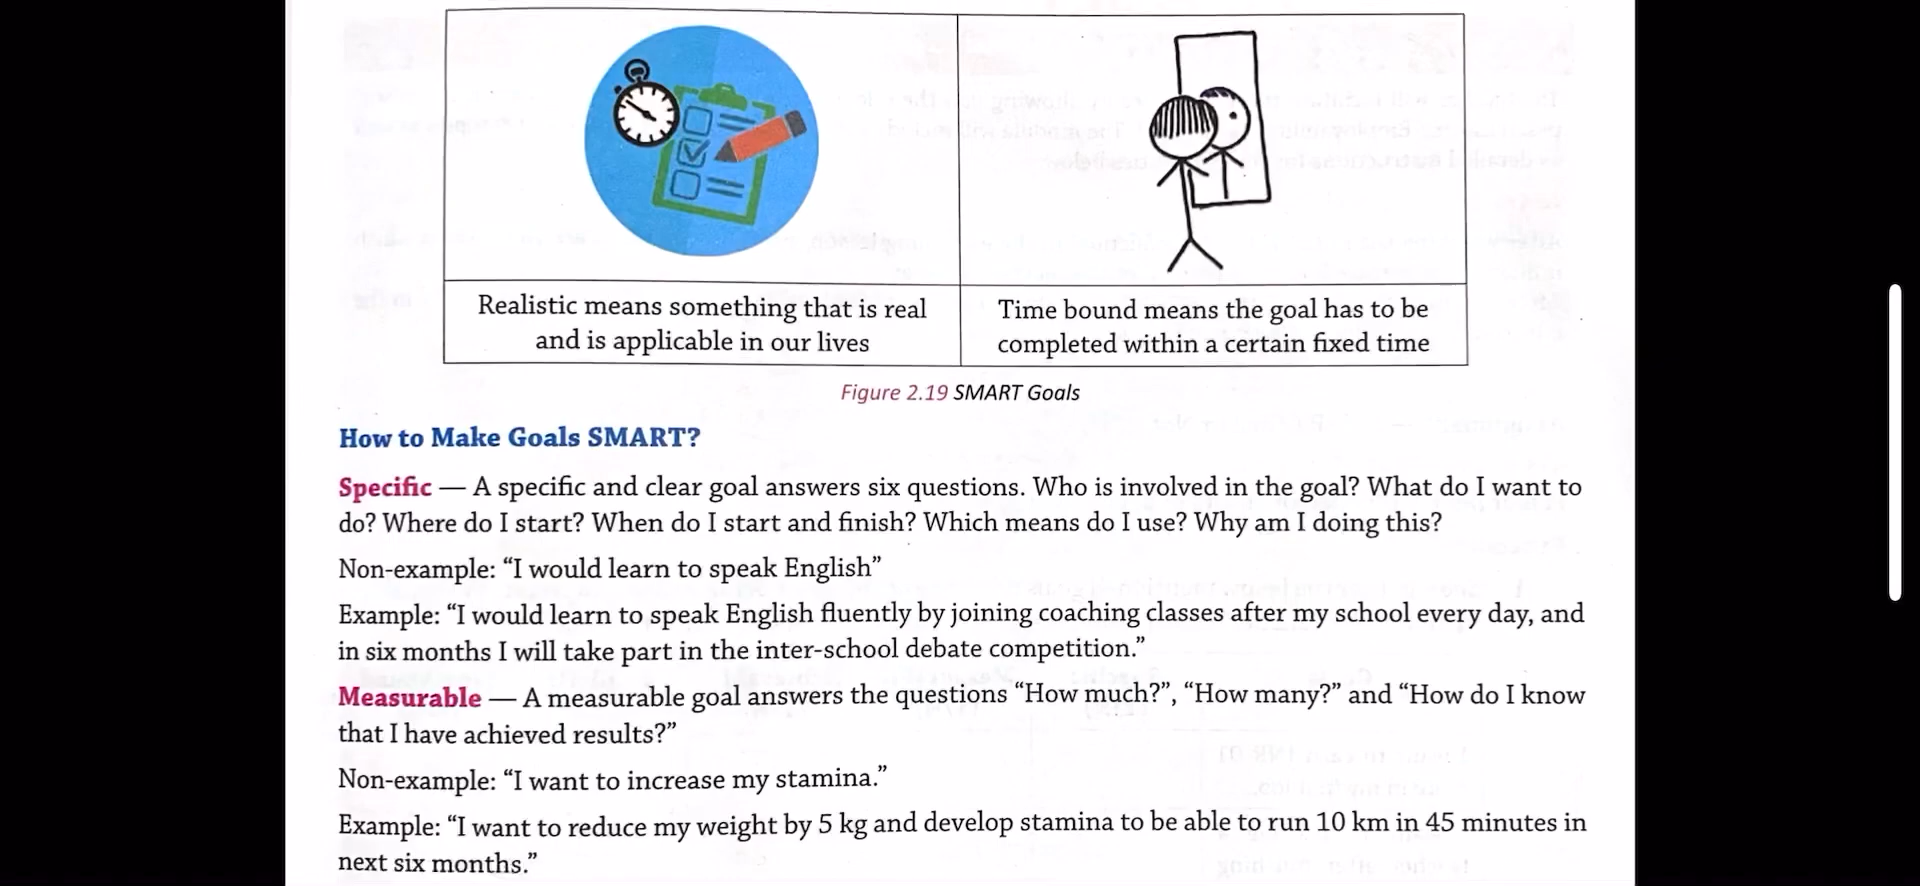 Realistic means something that is real
and is applicable in our lives
Time bound means the goal has to be
completed within a certain fixed time
Figure 2.19 SMART Goals
How to Make Goals SMART?
Specific — A specific and clear goal answers six questions. Who is involved in the goal? What do I want to
do? Where do I start? When do I start and finish? Which means do I use? Why am I doing this?
Non-example: “I would learn to speak English”
Example: “I would learn to speak English fluently by joining coaching classes after my school every day, and
in six months I will take part in the inter-school debate competition.”
Measurable — A measurable goal answers the questions “How much?”, “How many?” and “How do I know
that I have achieved results?”
Non-example: “I want to increase my stamina.”
Example: “I want to reduce my weight by 5 kg and develop stamina to be able to run 10 km in 45 minutes in
next six months.”